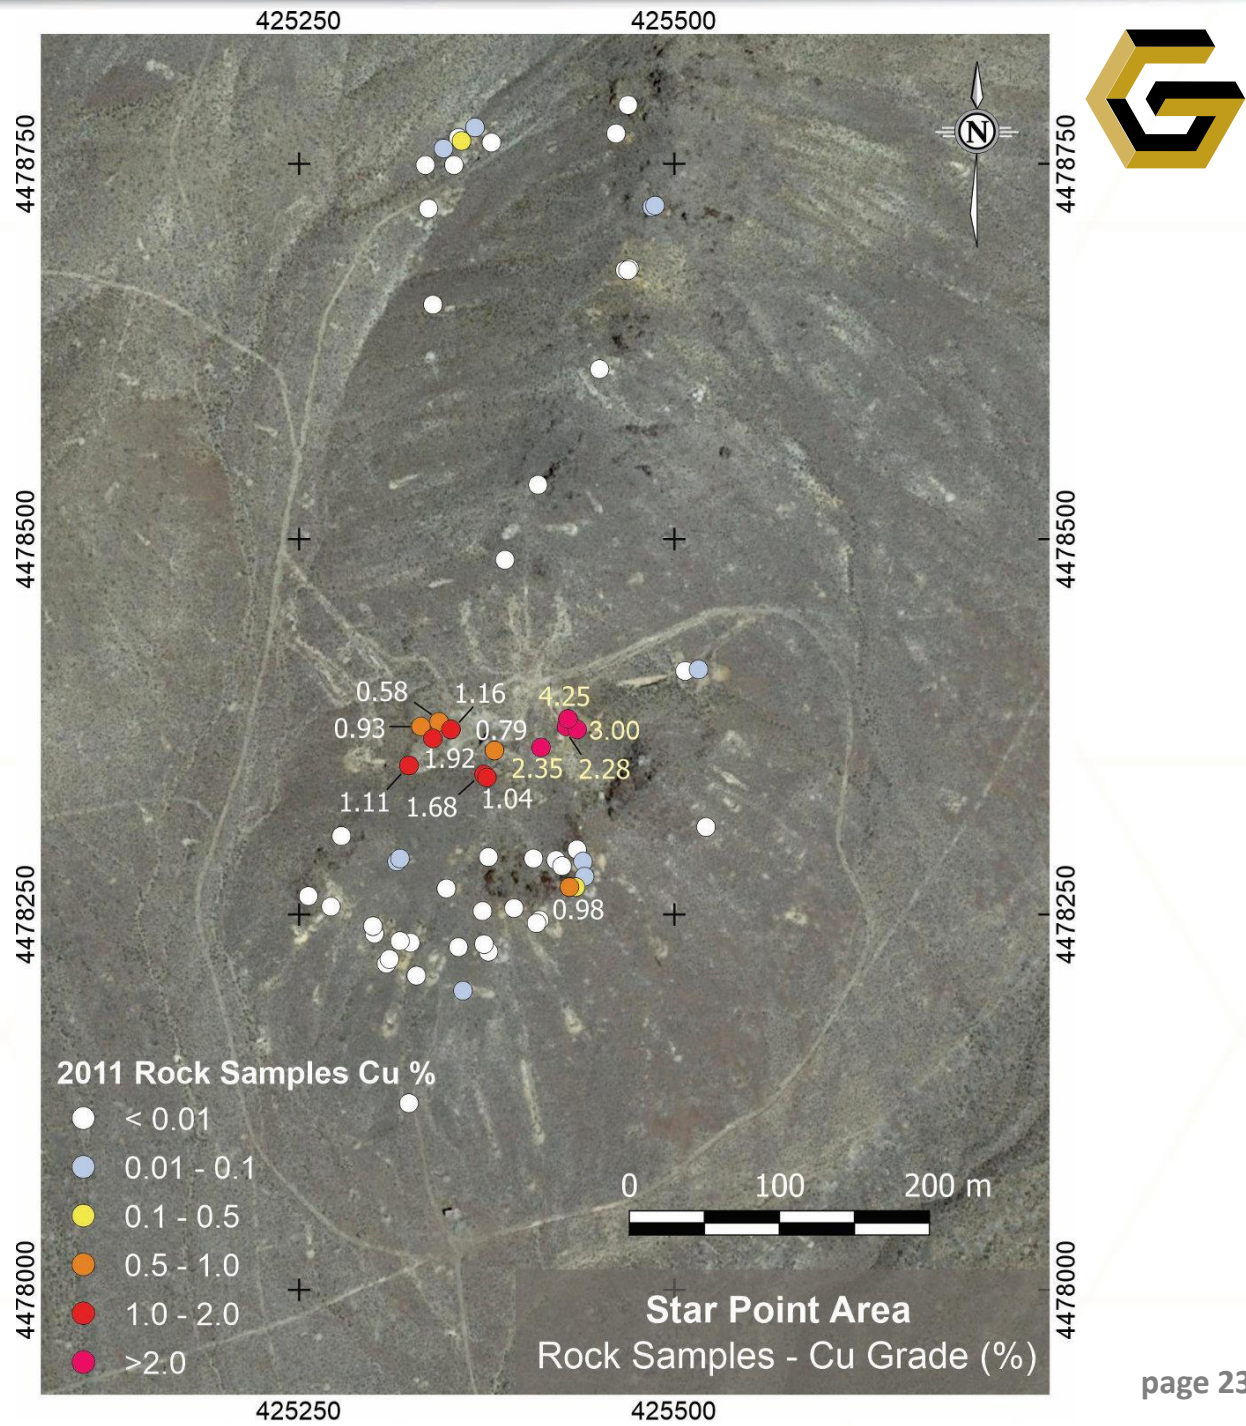 425250 425500
N
4478750 4478750
4478500 4478500
0.58 1.16 4.25
0.93 0.79 3.00
1.92 2.35 2.28
1.11 1.68 1.04
4478250 4478250
0.98
2011 Rock Samples Cu %
< 0.01
0.01 - 0.1
0.1 - 0.5
0.5 - 1.0
1.0 - 2.0
>2.0
0 100 200 m
4478000 4478000
Star Point Area
Rock Samples - Cu Grade (%)
page 23
425250 425500